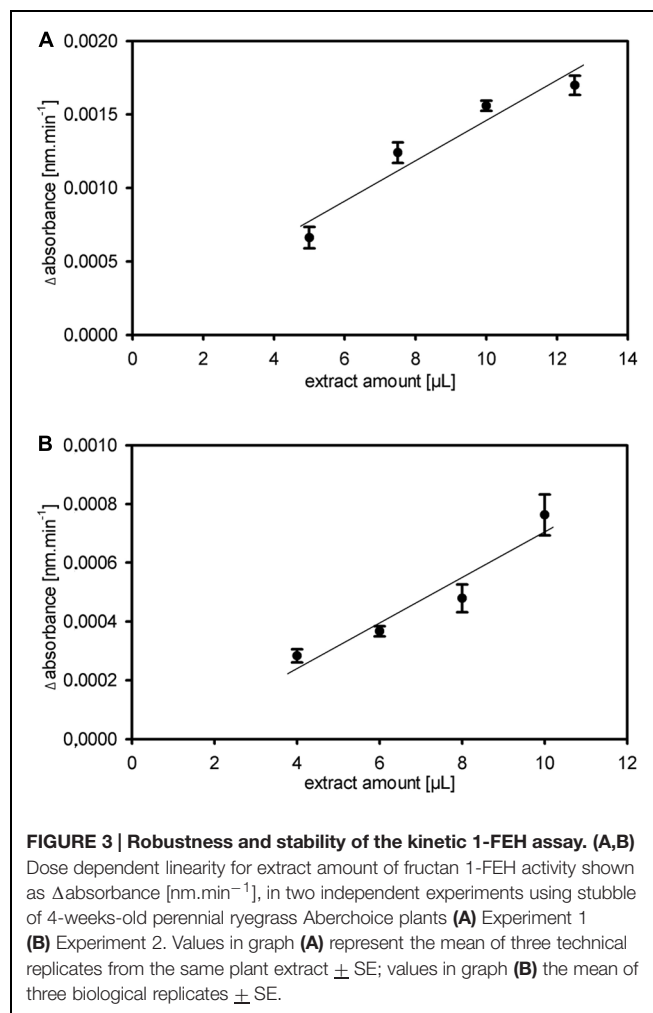 A
0.0020
0.0015
0.0010
0.0005
0.0000
Δabsorbance [nm.min⁻¹]
0 2 4 6 8 10 12 14
extract amount [µL]
B
0,0010
0.0008
0.0006
0.0004
0.0002
0,0000
Δabsorbance [nm.min⁻¹]
0 2 4 6 8 10 12
extract amount [µL]
FIGURE 3 | Robustness and stability of the kinetic 1-FEH assay. (A,B)
Dose dependent linearity for extract amount of fructan 1-FEH activity shown
as Δabsorbance [nm.min−1], in two independent experiments using stubble
of 4-weeks-old perennial ryegrass Aberchoice plants (A) Experiment 1
(B) Experiment 2. Values in graph (A) represent the mean of three technical
replicates from the same plant extract ± SE; values in graph (B) the mean of
three biological replicates ± SE.